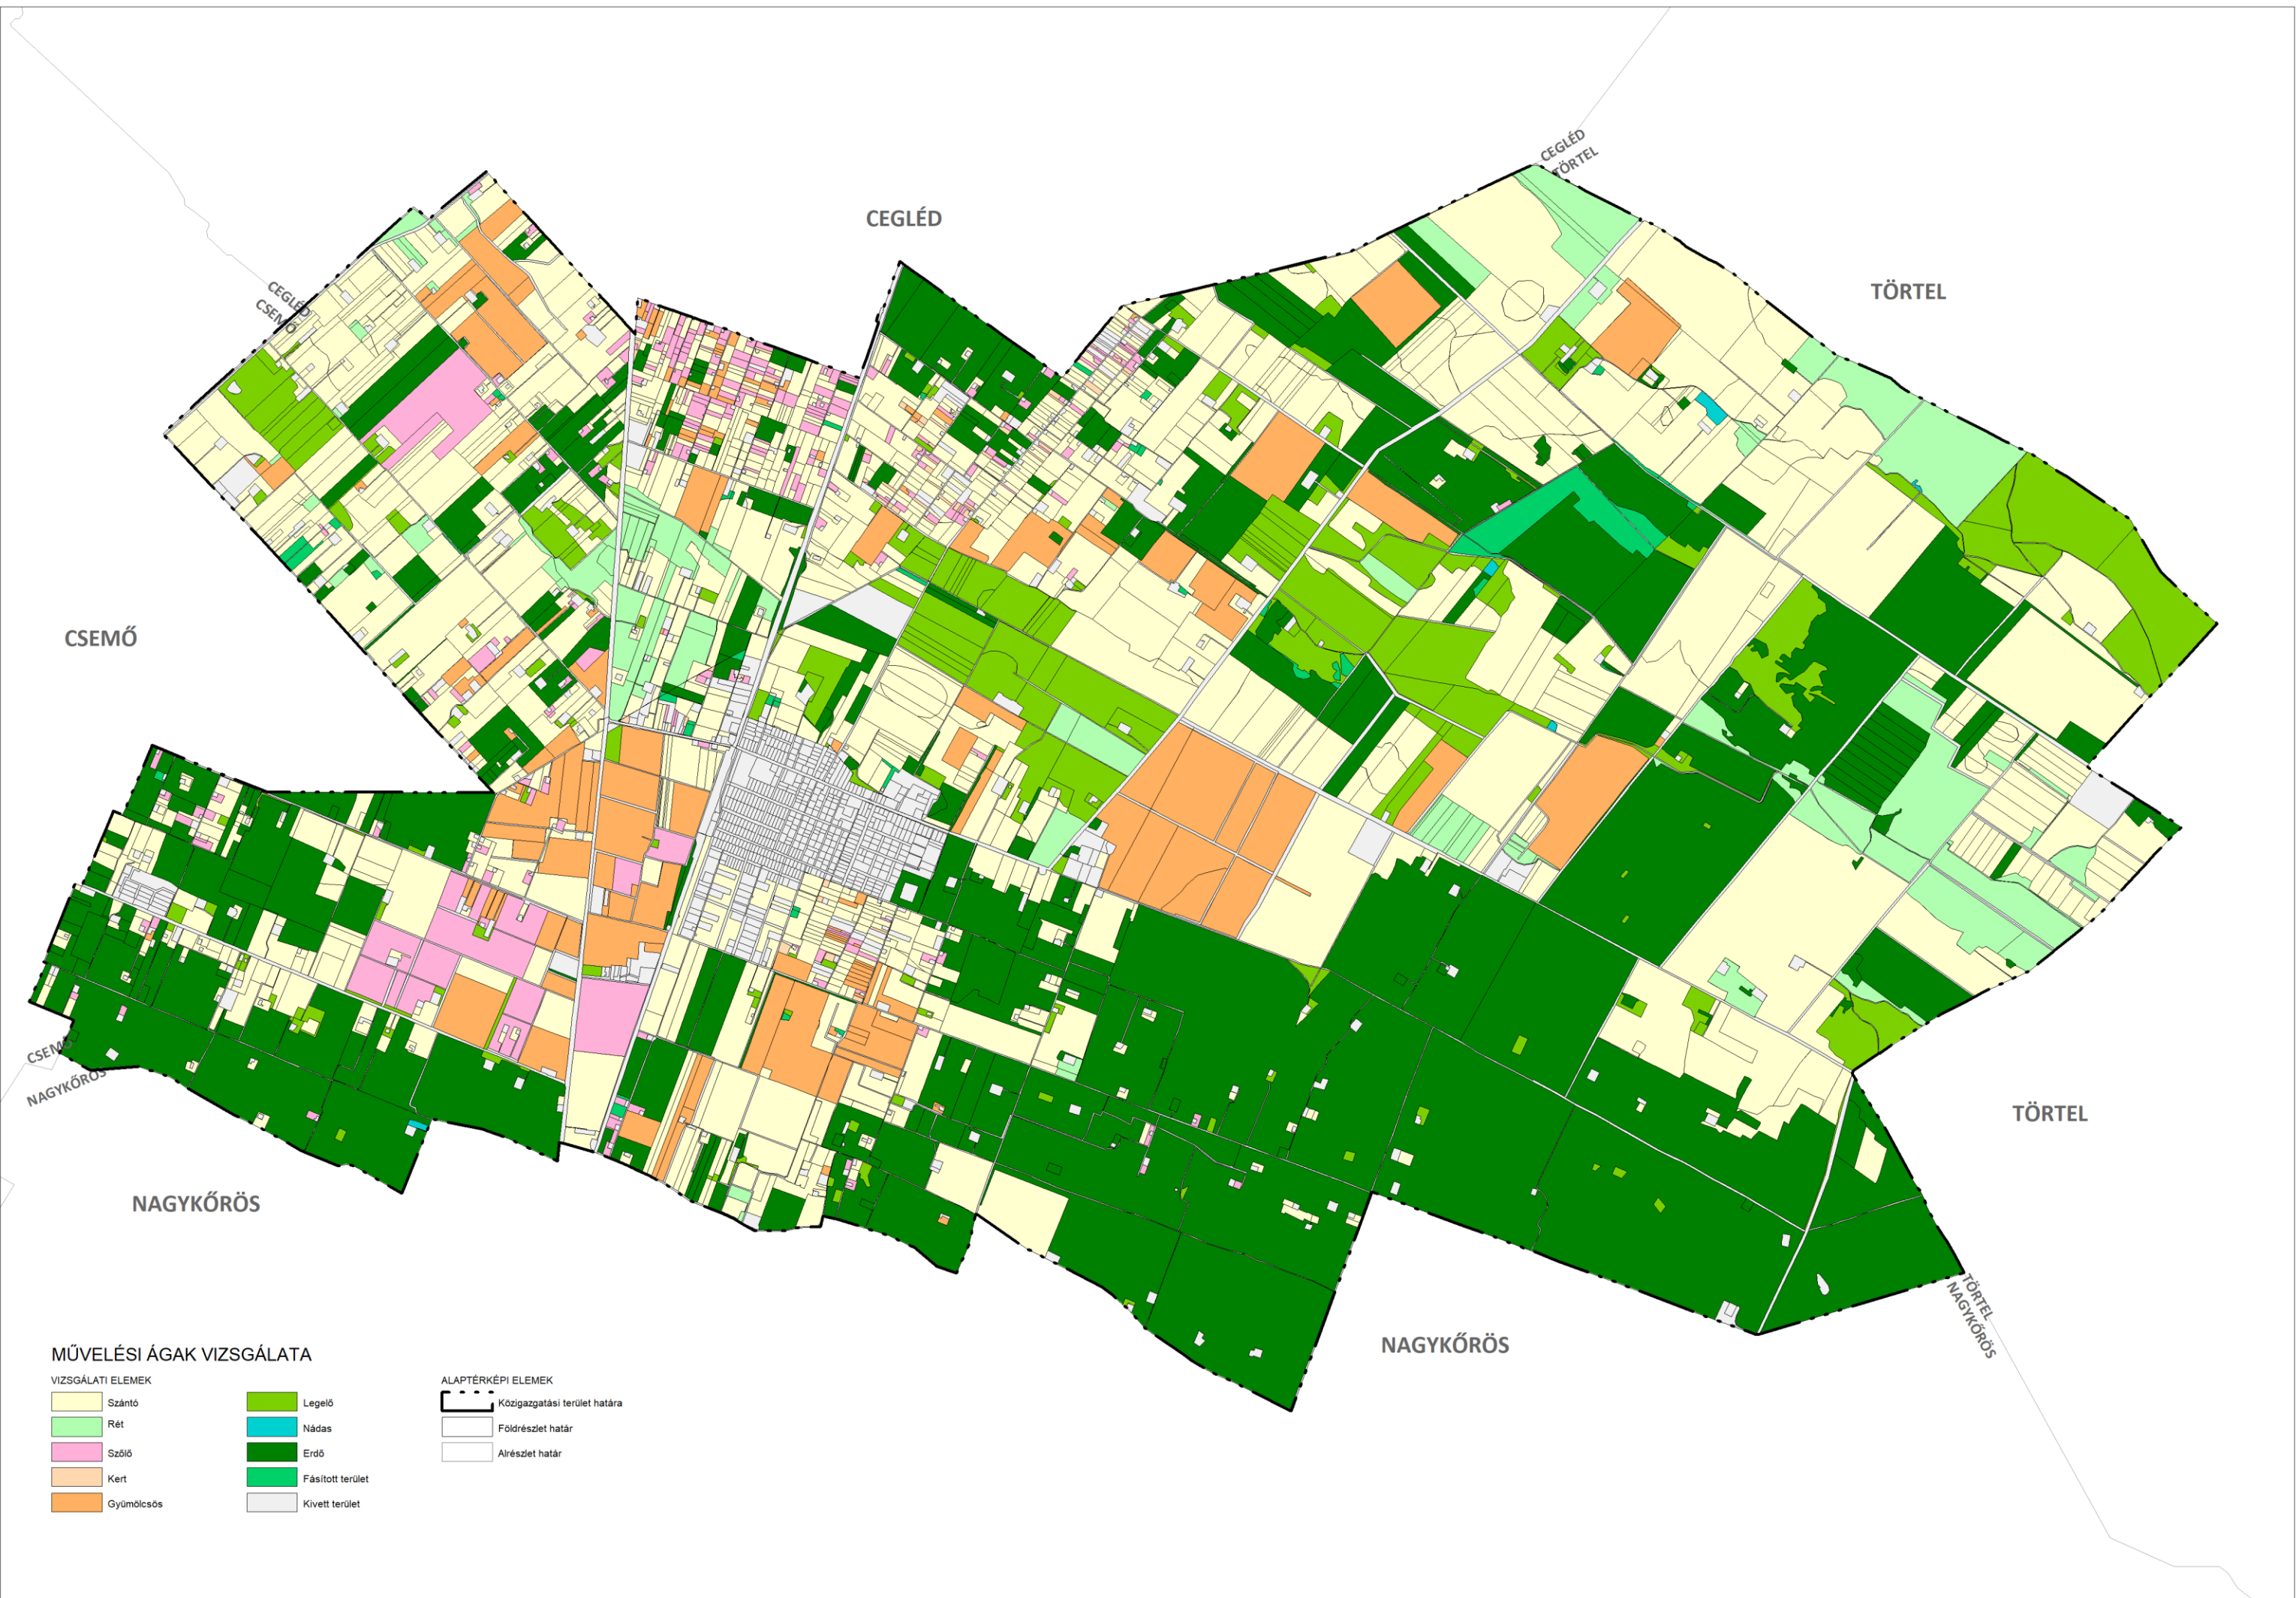 CEGLÉD
TÖRTEL
CEGLÉD
TÖRTEL
CEGLÉD
CSEMŐ
CSEMŐ
CSEMŐ
NAGYKŐRÖS
TÖRTEL
NAGYKŐRÖS
TÖRTEL
NAGYKŐRÖS
NAGYKŐRÖS
MŰVELÉSI ÁGAK VIZSGÁLATA
VIZSGÁLATI ELEMEK
Szántó
Rét
Szőlő
Kert
Gyümölcsös
Legelő
Nádas
Erdő
Fásított terület
Kivett terület
ALAPTÉRKÉPI ELEMEK
Közigazgatási terület határa
Földrészlet határ
Alrészlet határ